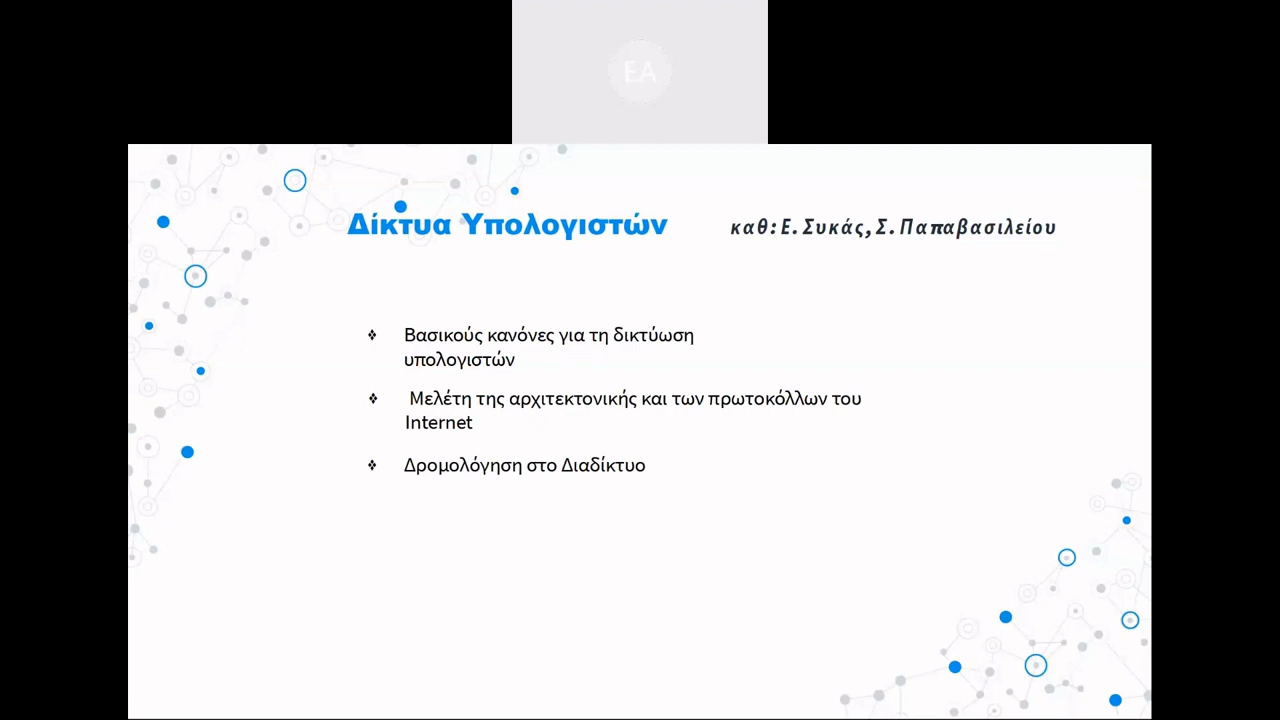 EA
Δίκτυα Υπολογιστών
καθ: Ε. Συκάς, Σ. Παπαβασιλείου
❖ Βασικούς κανόνες για τη δικτύωση
υπολογιστών
❖ Μελέτη της αρχιτεκτονικής και των πρωτοκόλλων του
Internet
❖ Δρομολόγηση στο Διαδίκτυο